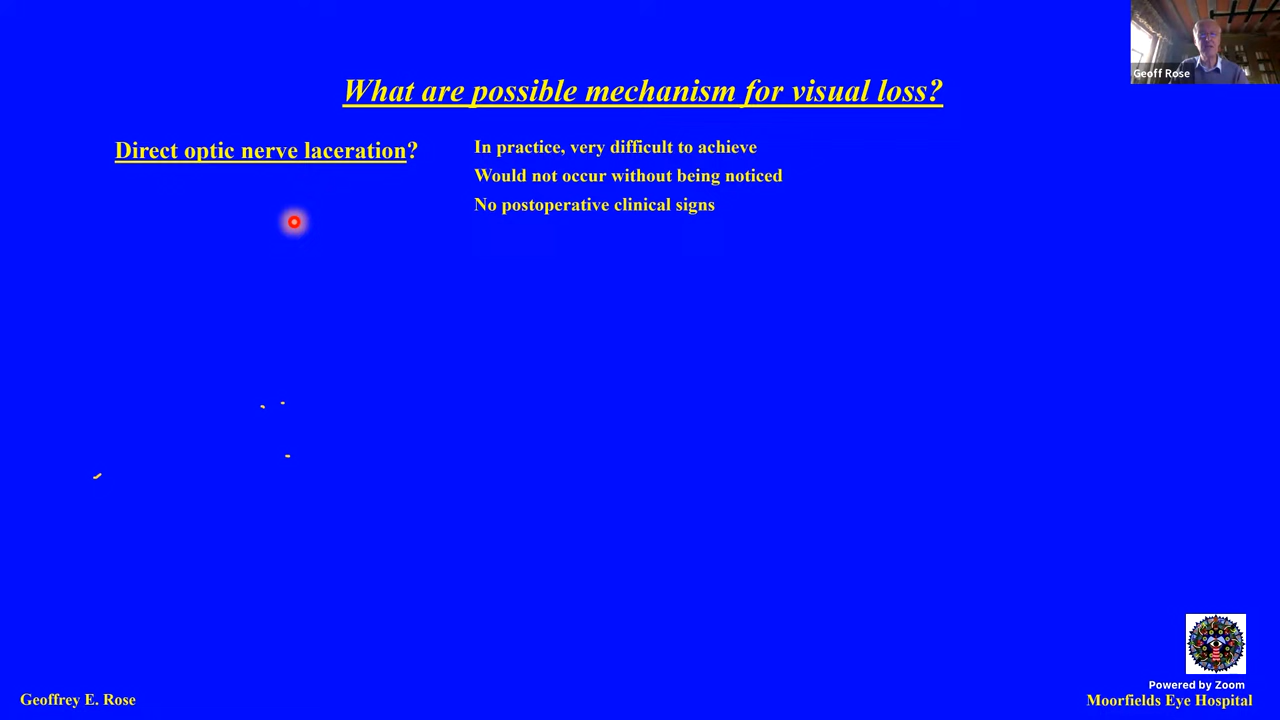 Geoff Rose
What are possible mechanism for visual loss?
Direct optic nerve laceration?
In practice, very difficult to achieve
Would not occur without being noticed
No postoperative clinical signs
Powered by Zoom
Geoffrey E. Rose
Moorfields Eye Hospital